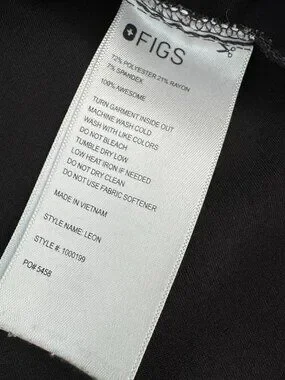 FIGS
72% POLYESTER 21% RAYON
7% SPANDEX
100% AWESOME
TURN GARMENT INSIDE OUT
MACHINE WASH COLD
WASH WITH LIKE COLORS
DO NOT BLEACH
TUMBLE DRY LOW
LOW HEAT IRON IF NEEDED
DO NOT DRY CLEAN
DO NOT USE FABRIC SOFTENER
MADE IN VIETNAM
STYLE NAME: LEON
STYLE #: 1000199
PO# 5458